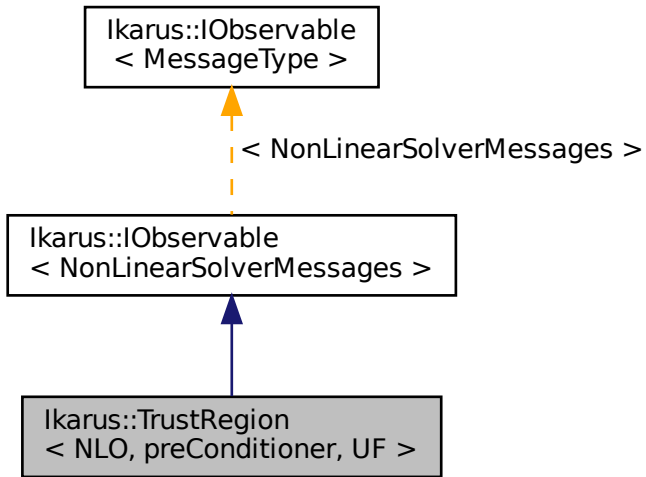 Ikarus::IObservable
< MessageType >
< NonLinearSolverMessages >
Ikarus::IObservable
< NonLinearSolverMessages >
Ikarus::TrustRegion
< NLO, preConditioner, UF >